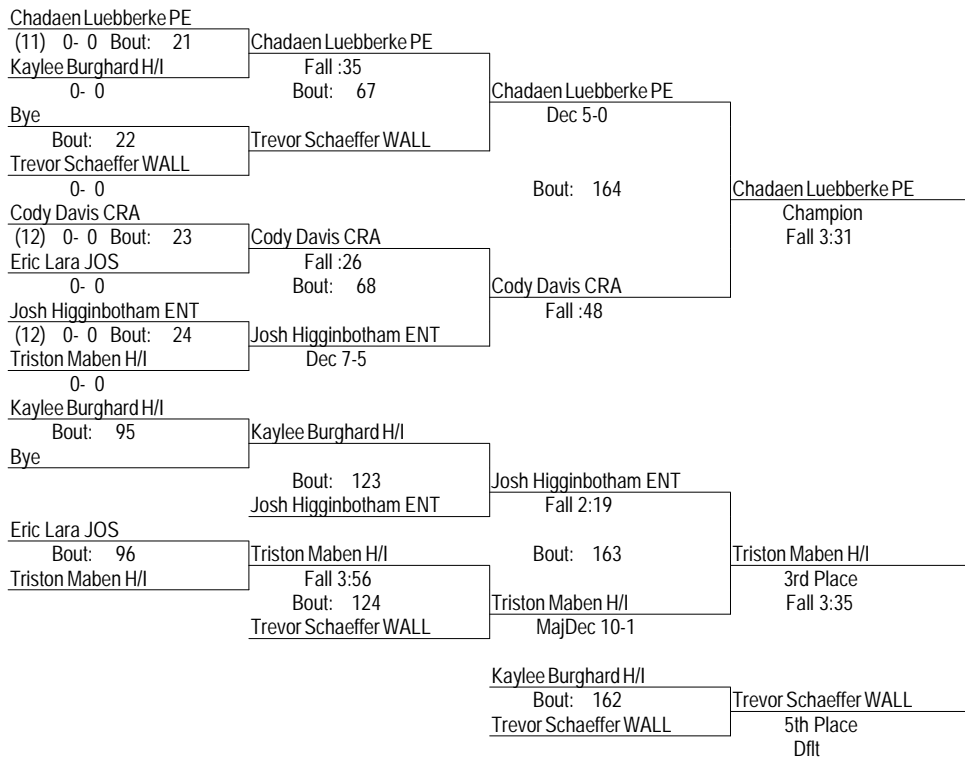 Chadaen Luebberke PE
(11) 0- 0 Bout: 21
Chadaen Luebberke PE
Kaylee Burghard H/I
Fall :35
0- 0
Bout: 67
Chadaen Luebberke PE
Bye
Dec 5-0
Bout: 22
Trevor Schaeffer WALL
Trevor Schaeffer WALL
0- 0
Bout: 164
Chadaen Luebberke PE
Cody Davis CRA
Champion
(12) 0- 0 Bout: 23
Cody Davis CRA
Fall 3:31
Eric Lara JOS
Fall :26
0- 0
Bout: 68
Cody Davis CRA
Josh Higginbotham ENT
Fall :48
(12) 0- 0 Bout: 24
Josh Higginbotham ENT
Triston Maben H/I
Dec 7-5
0- 0
Kaylee Burghard H/I
Bout: 95
Kaylee Burghard H/I
Bye
Bout: 123
Josh Higginbotham ENT
Josh Higginbotham ENT
Fall 2:19
Eric Lara JOS
Bout: 96
Triston Maben H/I
Bout: 163
Triston Maben H/I
Triston Maben H/I
Fall 3:56
3rd Place
Bout: 124
Triston Maben H/I
Fall 3:35
Trevor Schaeffer WALL
MajDec 10-1
Kaylee Burghard H/I
Bout: 162
Trevor Schaeffer WALL
Trevor Schaeffer WALL
5th Place
Dflt